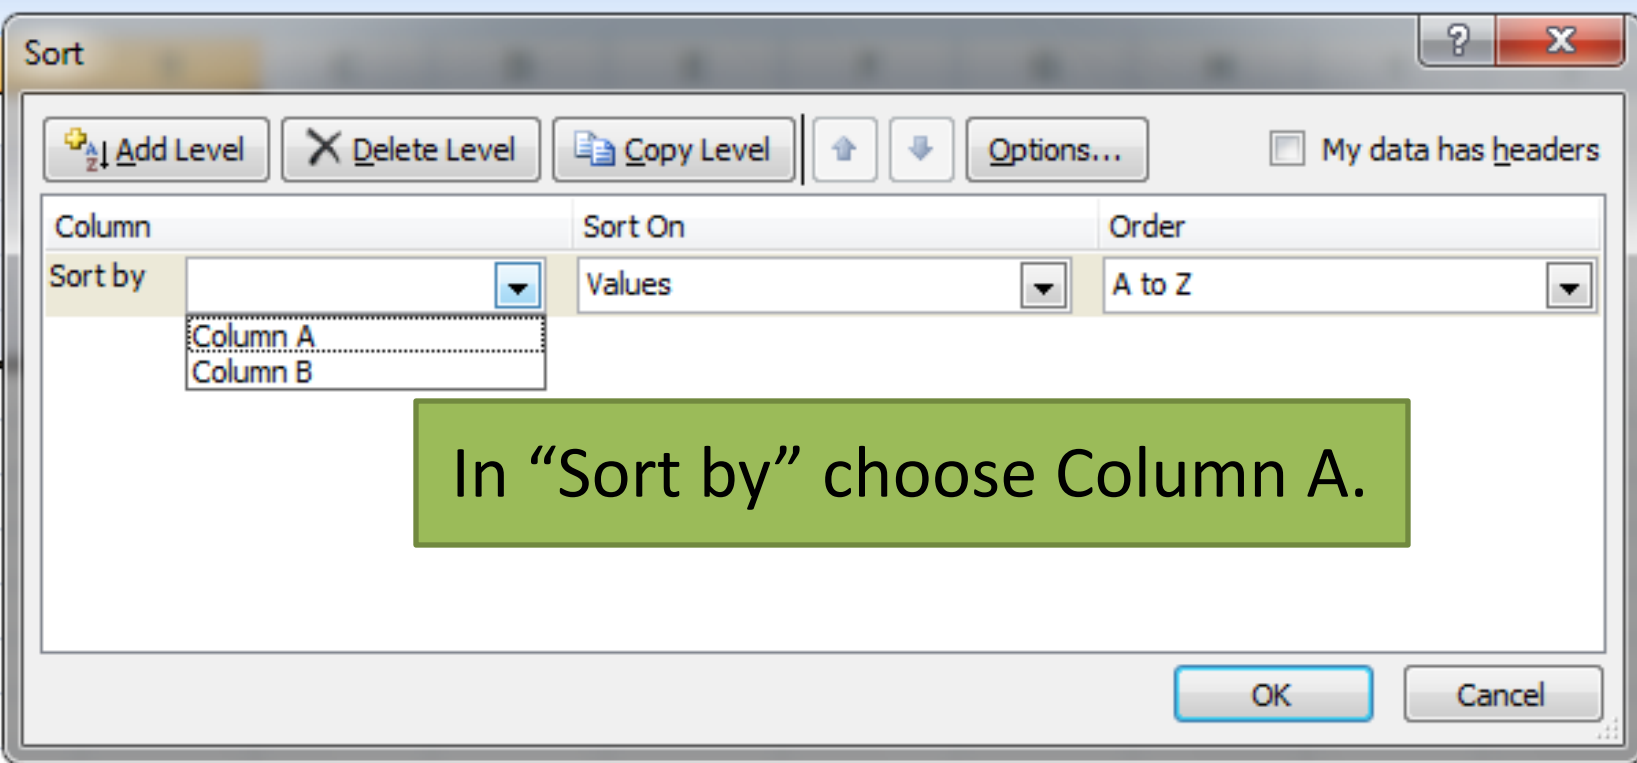 Sort
Add Level Delete Level Copy Level Options... My data has headers
Column Sort On Order
Sort by Values A to Z
Column A
Column B
In “Sort by” choose Column A.
OK Cancel